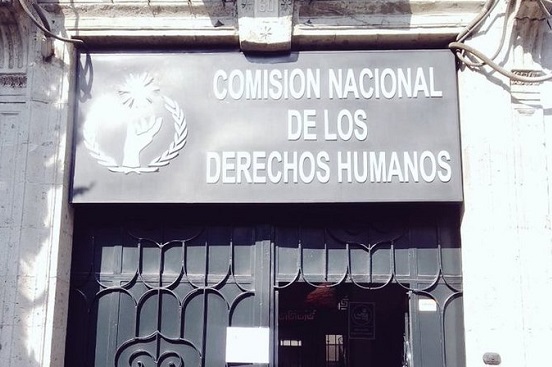 COMISION NACIONAL
DE LOS
DERECHOS HUMANOS